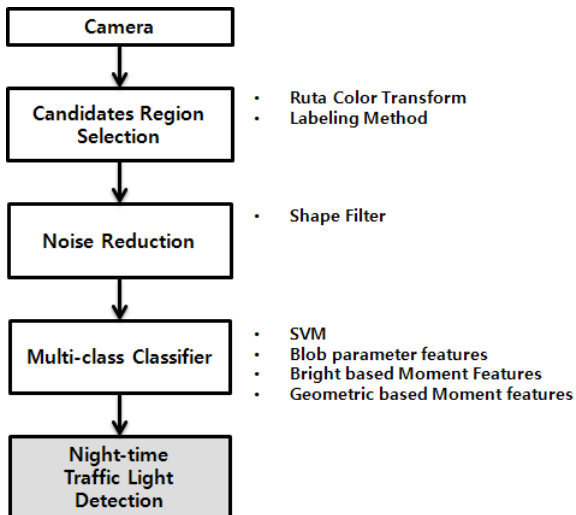 Camera
Candidates Region
Selection
• Ruta Color Transform
• Labeling Method
Noise Reduction
• Shape Filter
Multi-class Classifier
• SVM
• Blob parameter features
• Bright based Moment Features
• Geometric based Moment features
Night-time
Traffic Light
Detection